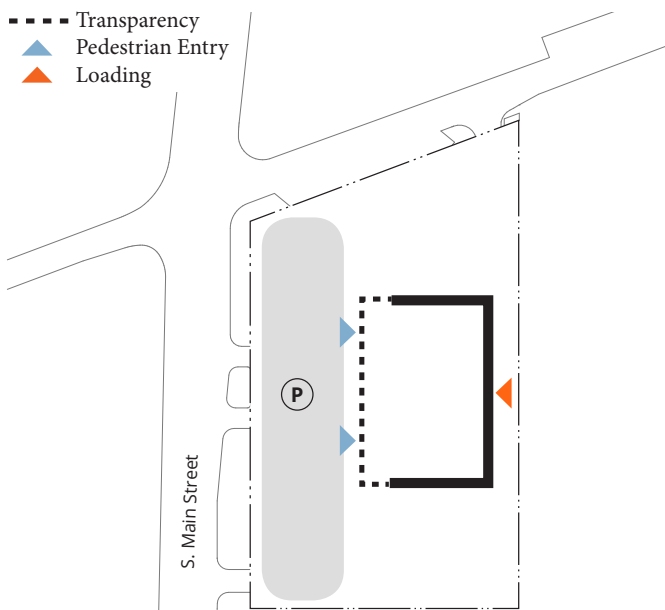 Transparency
Pedestrian Entry
Loading
P
S. Main Street